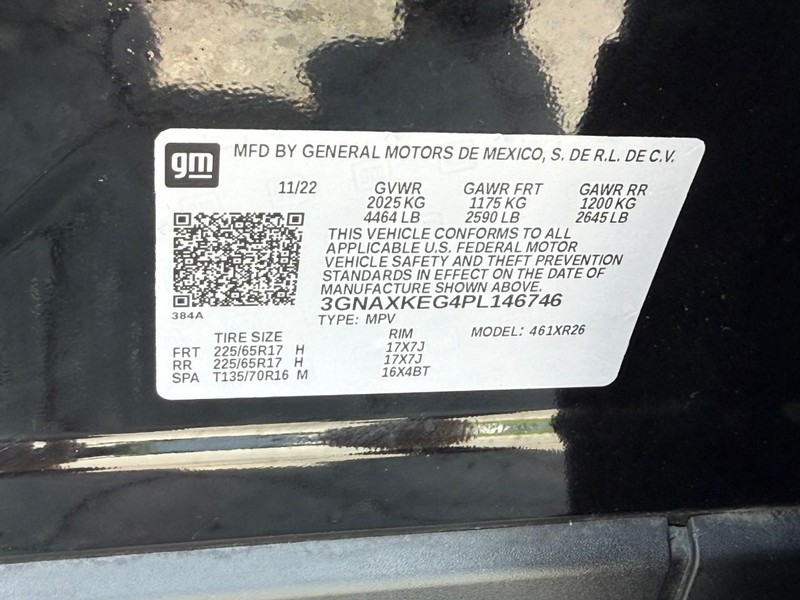 gm MFD BY GENERAL MOTORS DE MEXICO, S. DE R.L. DE C.V.
11/22 GVWR GAWR FRT GAWR RR
2025 KG 1175 KG 1200 KG
4464 LB 2590 LB 2645 LB
THIS VEHICLE CONFORMS TO ALL
APPLICABLE U.S. FEDERAL MOTOR
VEHICLE SAFETY AND THEFT PREVENTION
STANDARDS IN EFFECT ON THE DATE OF
MANUFACTURE SHOWN ABOVE.
3GNAXKEG4PL146746
384A
TYPE: MPV MODEL: 461XR26
TIRE SIZE RIM
FRT 225/65R17 H 17X7J
RR 225/65R17 H 17X7J
SPA T135/70R16 M 16X4BT